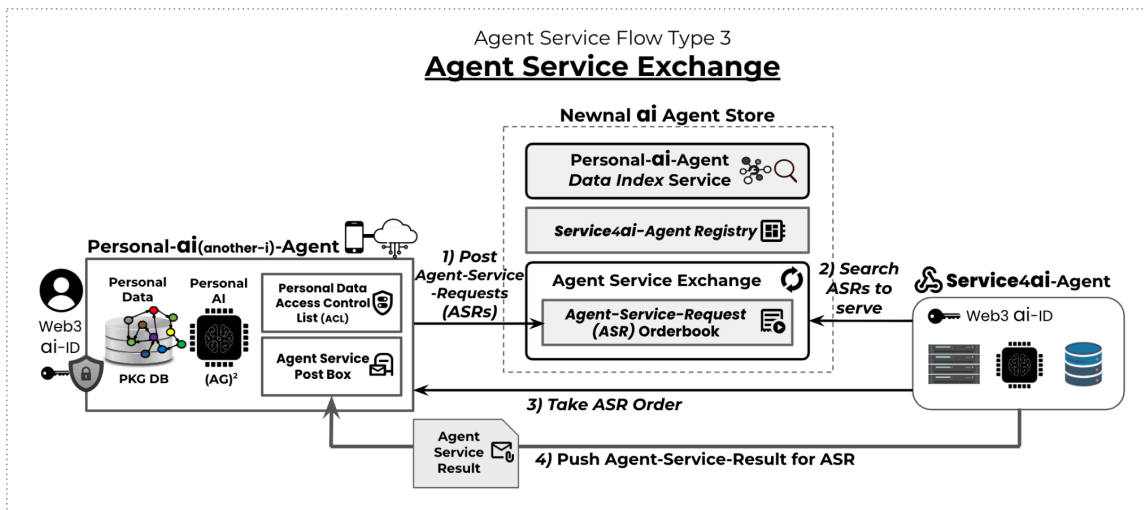 Agent Service Flow Type 3
Agent Service Exchange
Newnal ai Agent Store
Personal-ai-Agent
Data Index Service
Service4ai-Agent Registry
Agent Service Exchange
Agent-Service-Request
(ASR) Orderbook
Personal-ai(another-i)-Agent
Web3
ai-ID
Personal
Data
PKG DB
Personal
AI
(AG)²
Personal Data
Access Control
List (ACL)
Agent Service
Post Box
1) Post
Agent-Service
-Requests
(ASRs)
2) Search
ASRs to
serve
Service4ai-Agent
Web3 ai-ID
3) Take ASR Order
Agent
Service
Result
4) Push Agent-Service-Result for ASR